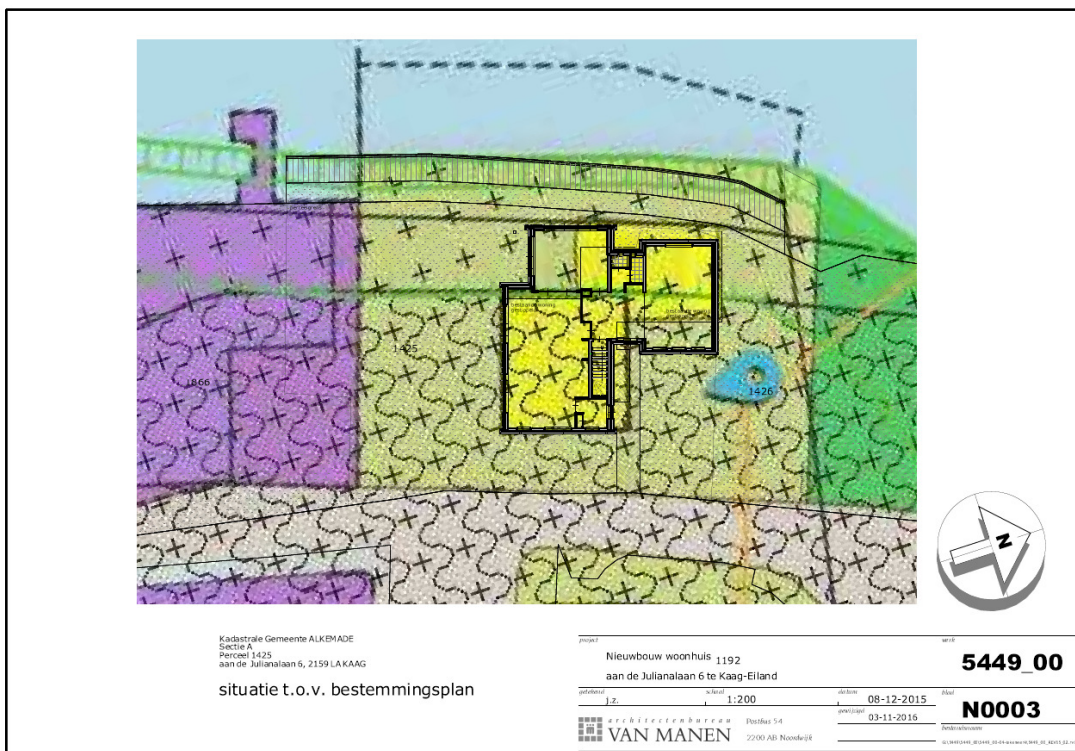 1425
1866
1426
N
Kadastrale Gemeente ALKEMADE
Sectie A
Perceel 1425
aan de Julianalaan 6, 2159 LA KAAG
situatie t.o.v. bestemmingsplan
project
Nieuwbouw woonhuis 1192
aan de Julianalaan 6 te Kaag-Eiland
werk
5449_00
getekend
j.z.
schaal
1:200
datum
08-12-2015
gewijzigd
03-11-2016
blad
N0003
bestandsnaam
architectenbureau
VAN MANEN
Postbus 54
2200 AB Noordwijk